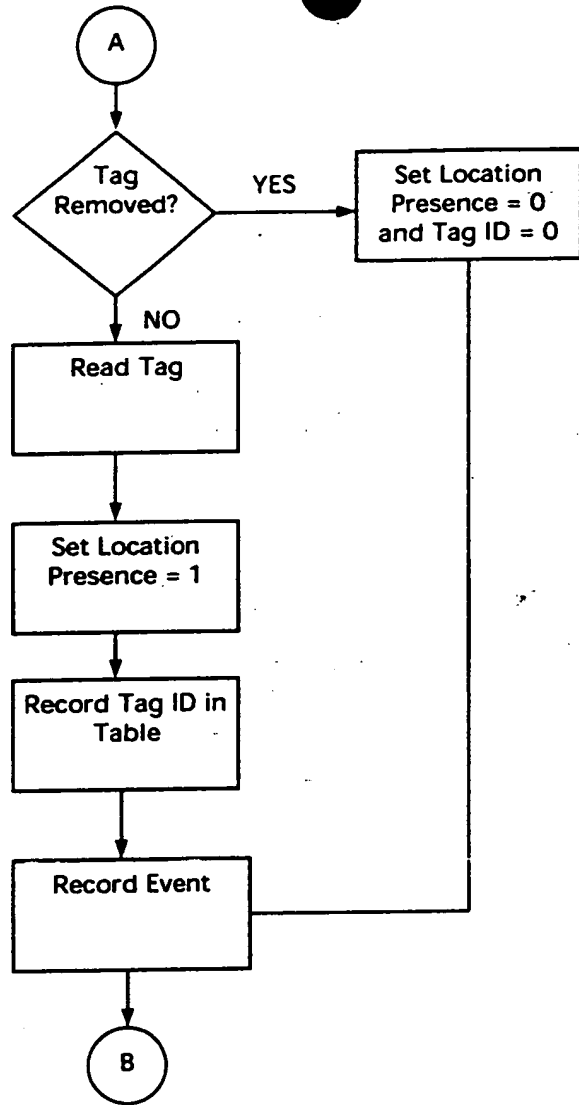 A
Tag
Removed?
YES
Set Location
Presence = 0
and Tag ID = 0
NO
Read Tag
Set Location
Presence = 1
Record Tag ID in
Table
Record Event
B